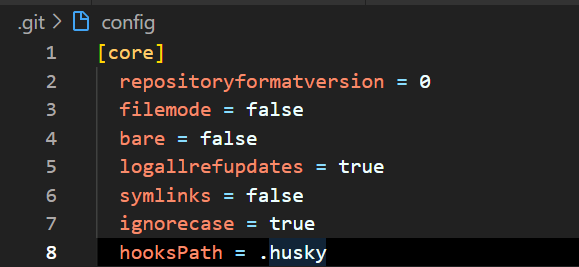 .git > config
1 [core]
2 repositoryformatversion = 0
3 filemode = false
4 bare = false
5 logallrefupdates = true
6 symlinks = false
7 ignorecase = true
8 hooksPath = .husky